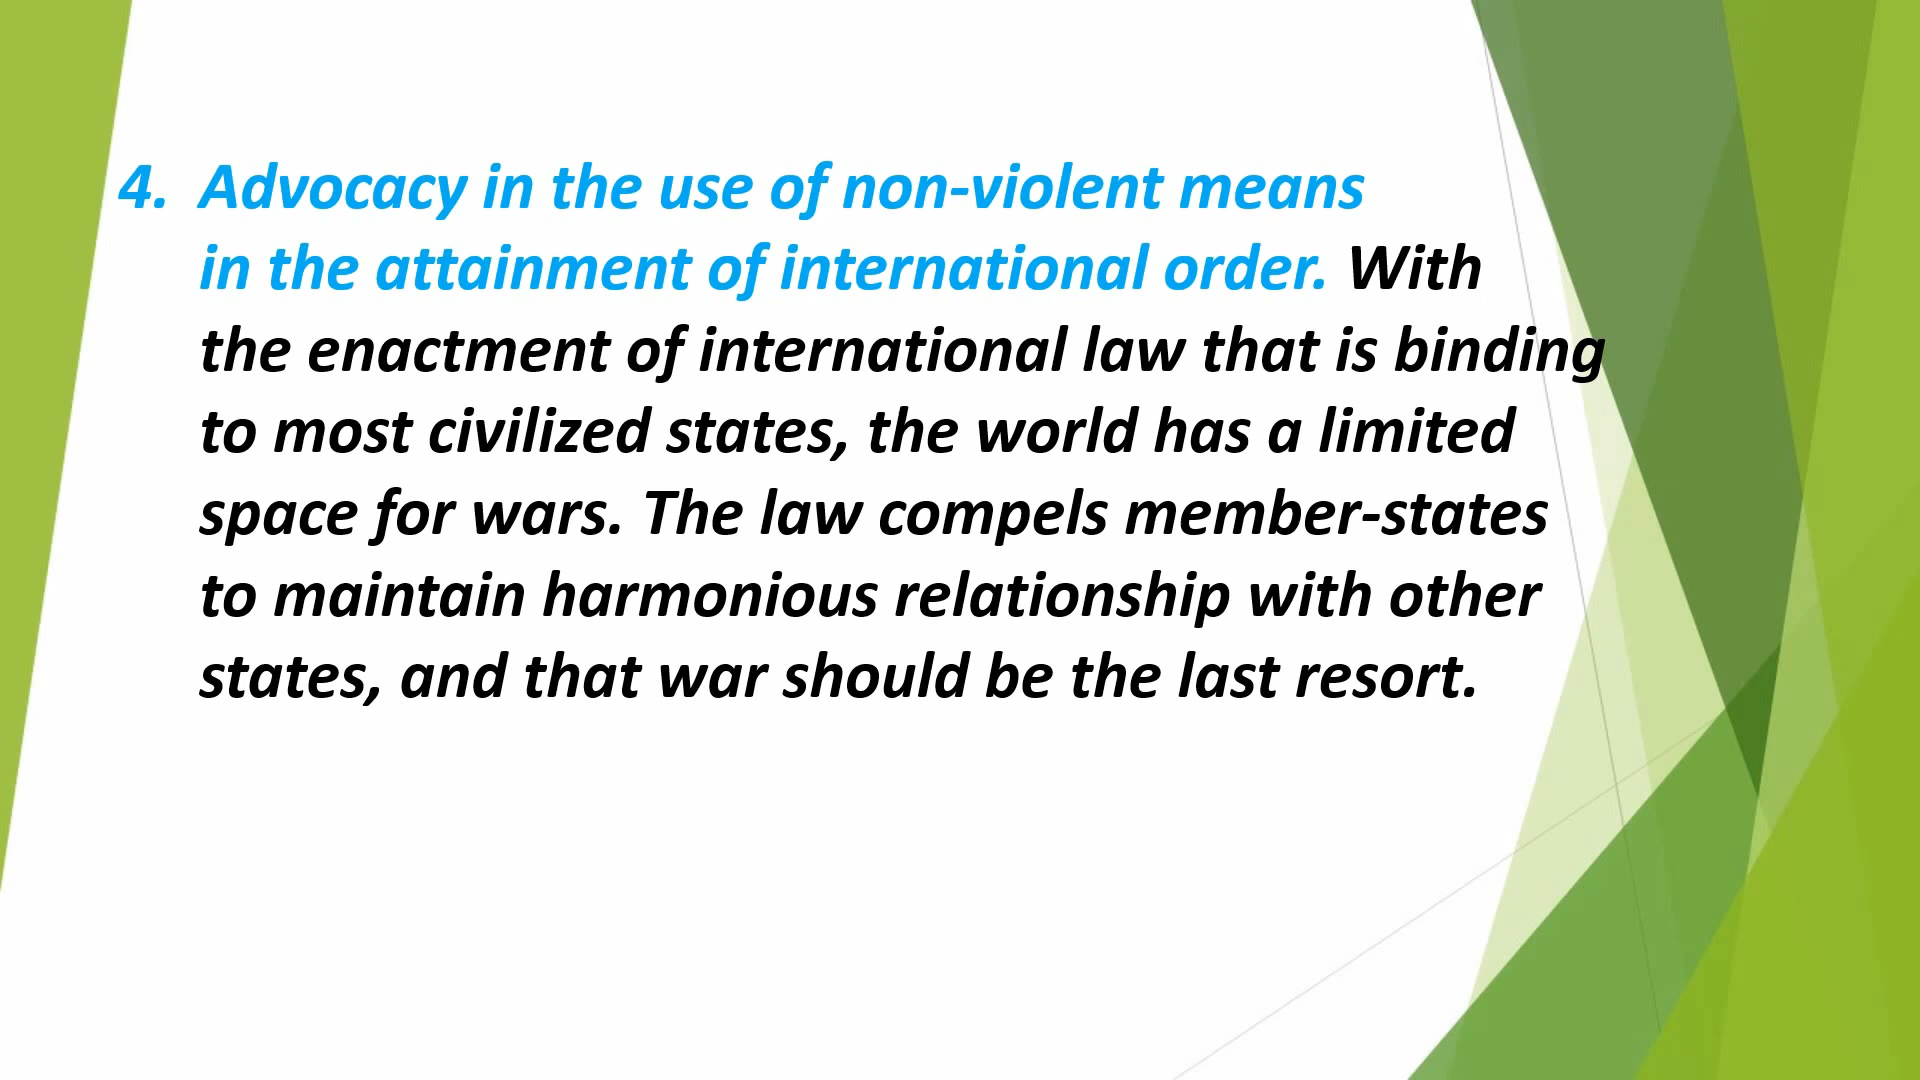 4. Advocacy in the use of non-violent means
in the attainment of international order. With
the enactment of international law that is binding
to most civilized states, the world has a limited
space for wars. The law compels member-states
to maintain harmonious relationship with other
states, and that war should be the last resort.